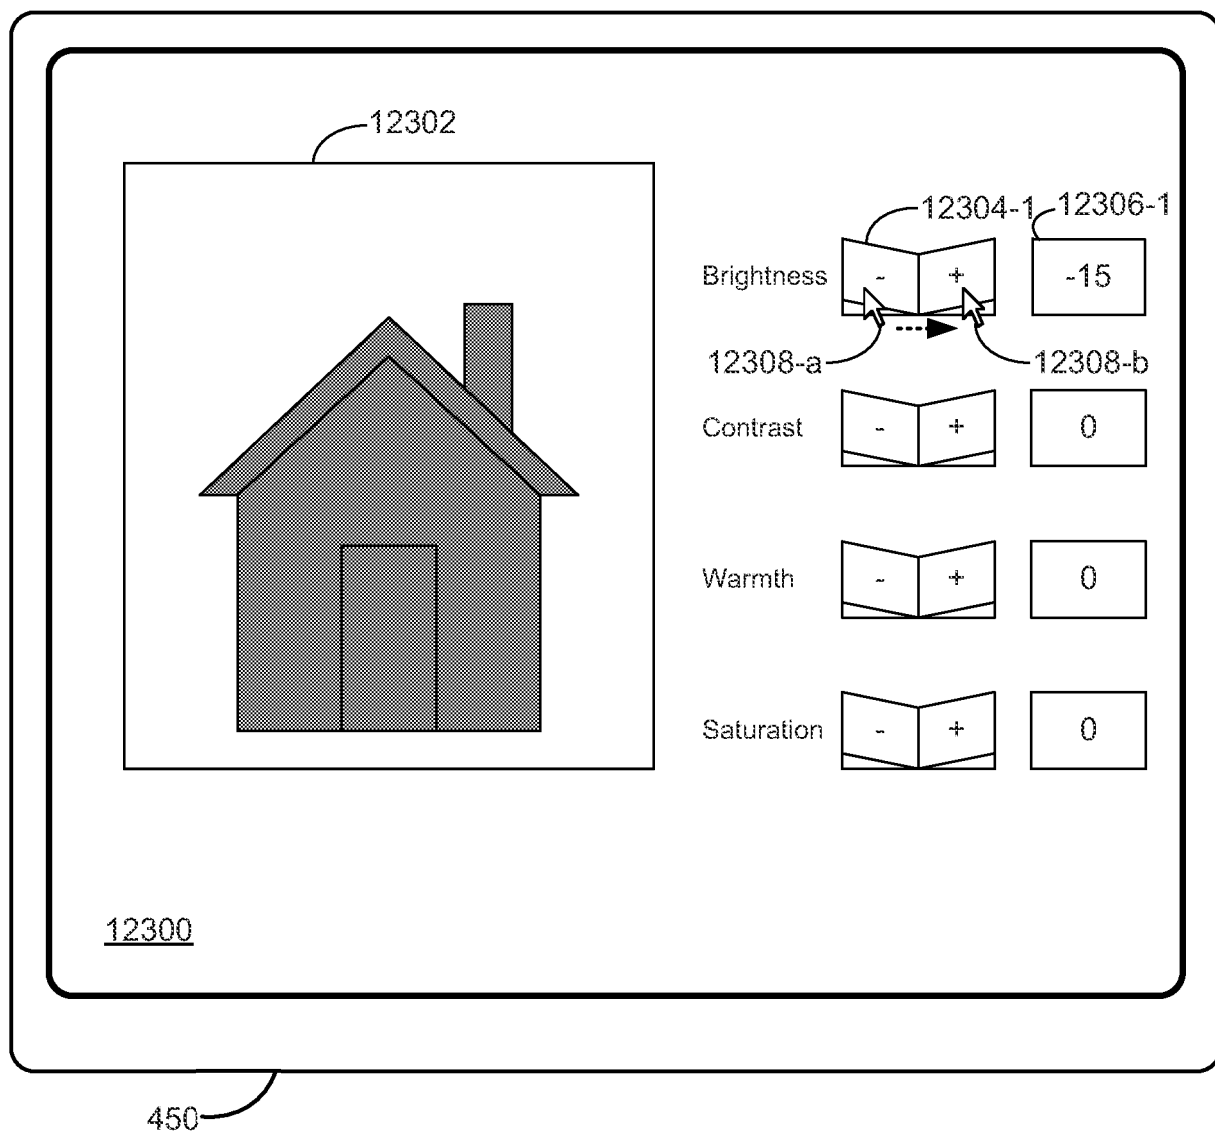 12302
12304-1
12306-1
Brightness - + -15
12308-a
12308-b
Contrast - + 0
Warmth - + 0
Saturation - + 0
12300
450